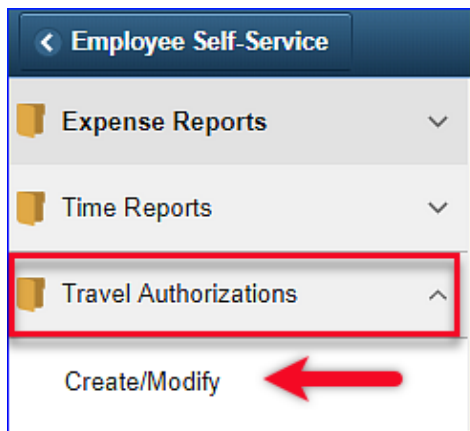 Employee Self-Service
Expense Reports
Time Reports
Travel Authorizations
Create/Modify